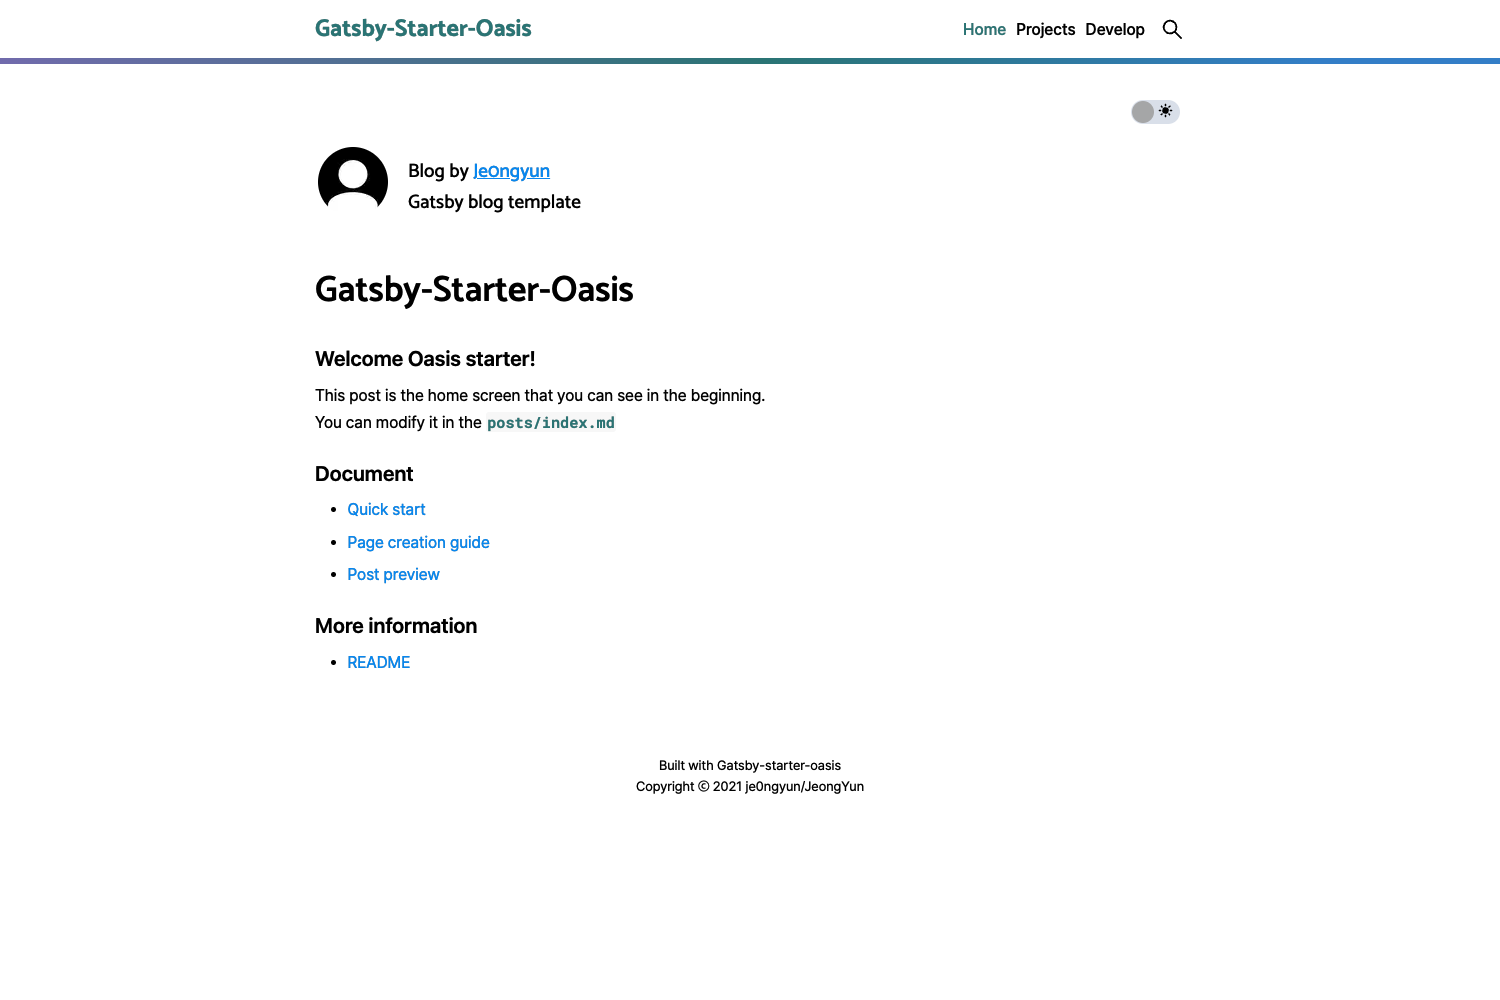 Gatsby-Starter-Oasis
Home Projects Develop
Blog by Je0ngyun
Gatsby blog template
Gatsby-Starter-Oasis
Welcome Oasis starter!
This post is the home screen that you can see in the beginning.
You can modify it in the posts/index.md
Document
Quick start
Page creation guide
Post preview
More information
README
Built with Gatsby-starter-oasis
Copyright © 2021 je0ngyun/JeongYun